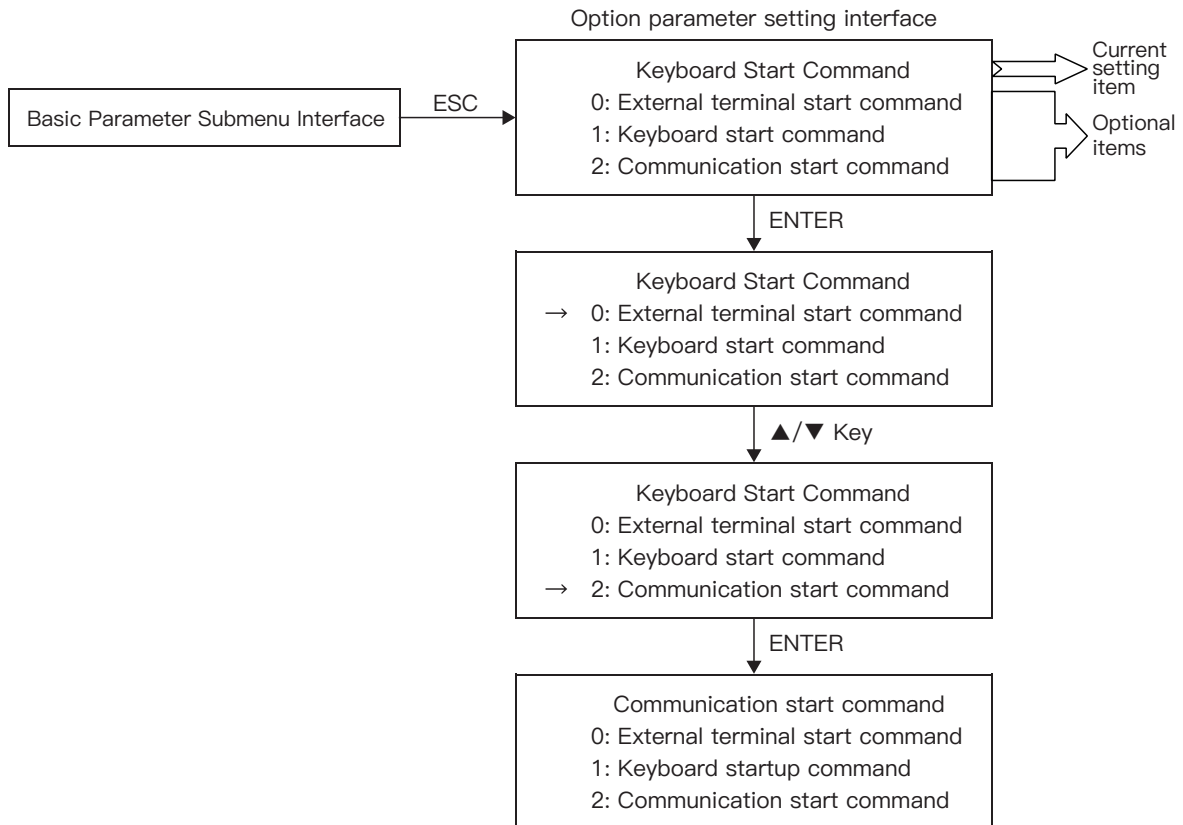 Option parameter setting interface
Keyboard Start Command
0: External terminal start command
1: Keyboard start command
2: Communication start command
Current
setting
item
Optional
items
Basic Parameter Submenu Interface
ESC
ENTER
Keyboard Start Command
→ 0: External terminal start command
1: Keyboard start command
2: Communication start command
▲/▼ Key
Keyboard Start Command
0: External terminal start command
1: Keyboard start command
→ 2: Communication start command
ENTER
Communication start command
0: External terminal start command
1: Keyboard startup command
2: Communication start command